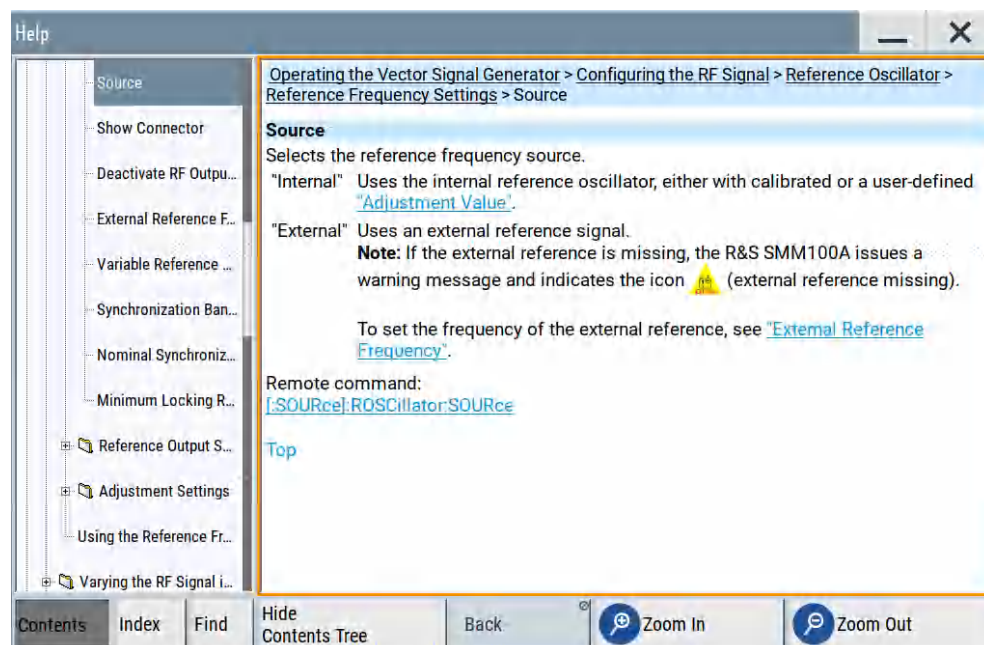 Help
Source
Show Connector
Deactivate RF Outpu...
External Reference F...
Variable Reference ...
Synchronization Ban...
Nominal Synchroniz...
Minimum Locking R...
Reference Output S...
Adjustment Settings
Using the Reference Fr...
Varying the RF Signal i...
Operating the Vector Signal Generator > Configuring the RF Signal > Reference Oscillator >
Reference Frequency Settings > Source
Source
Selects the reference frequency source.
"Internal" Uses the internal reference oscillator, either with calibrated or a user-defined
"Adjustment Value".
"External" Uses an external reference signal.
Note: If the external reference is missing, the R&S SMM100A issues a
warning message and indicates the icon (external reference missing).
To set the frequency of the external reference, see "External Reference
Frequency".
Remote command:
[:SOURce]:ROSCillator:SOURce
Top
Contents
Index
Find
Hide
Contents Tree
Back
Zoom In
Zoom Out